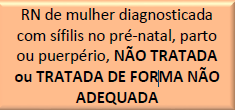 RN de mulher diagnosticada
com sífilis no pré-natal, parto
ou puerpério, NÃO TRATADA
ou TRATADA DE FORMA NÃO
ADEQUADA